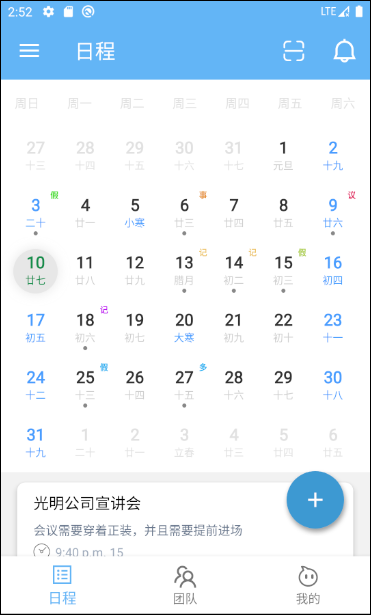 2:52 LTE
日程
周日 周一 周二 周三 周四 周五 周六
27 28 29 30 31 1 2
十三 十四 十五 十六 十七 元旦 十九
3 假 4 5 6 事 7 8 9 议
二十 廿一 小寒 廿三 廿四 廿五 廿六
10 11 12 13 记 14 记 15 假 16
廿七 廿八 廿九 腊月 初二 初三 初四
17 18 记 19 20 21 22 23
初五 初六 初七 大寒 初九 初十 十一
24 25 假 26 27 多 28 29 30
十二 十三 十四 十五 十六 十七 十八
31 1 2 3 4 5 6
十九 二十 廿一 立春 廿三 廿四 廿五
光明公司宣讲会
会议需要穿着正装，并且需要提前进场
9:40 p.m. 15
日程 团队 我的